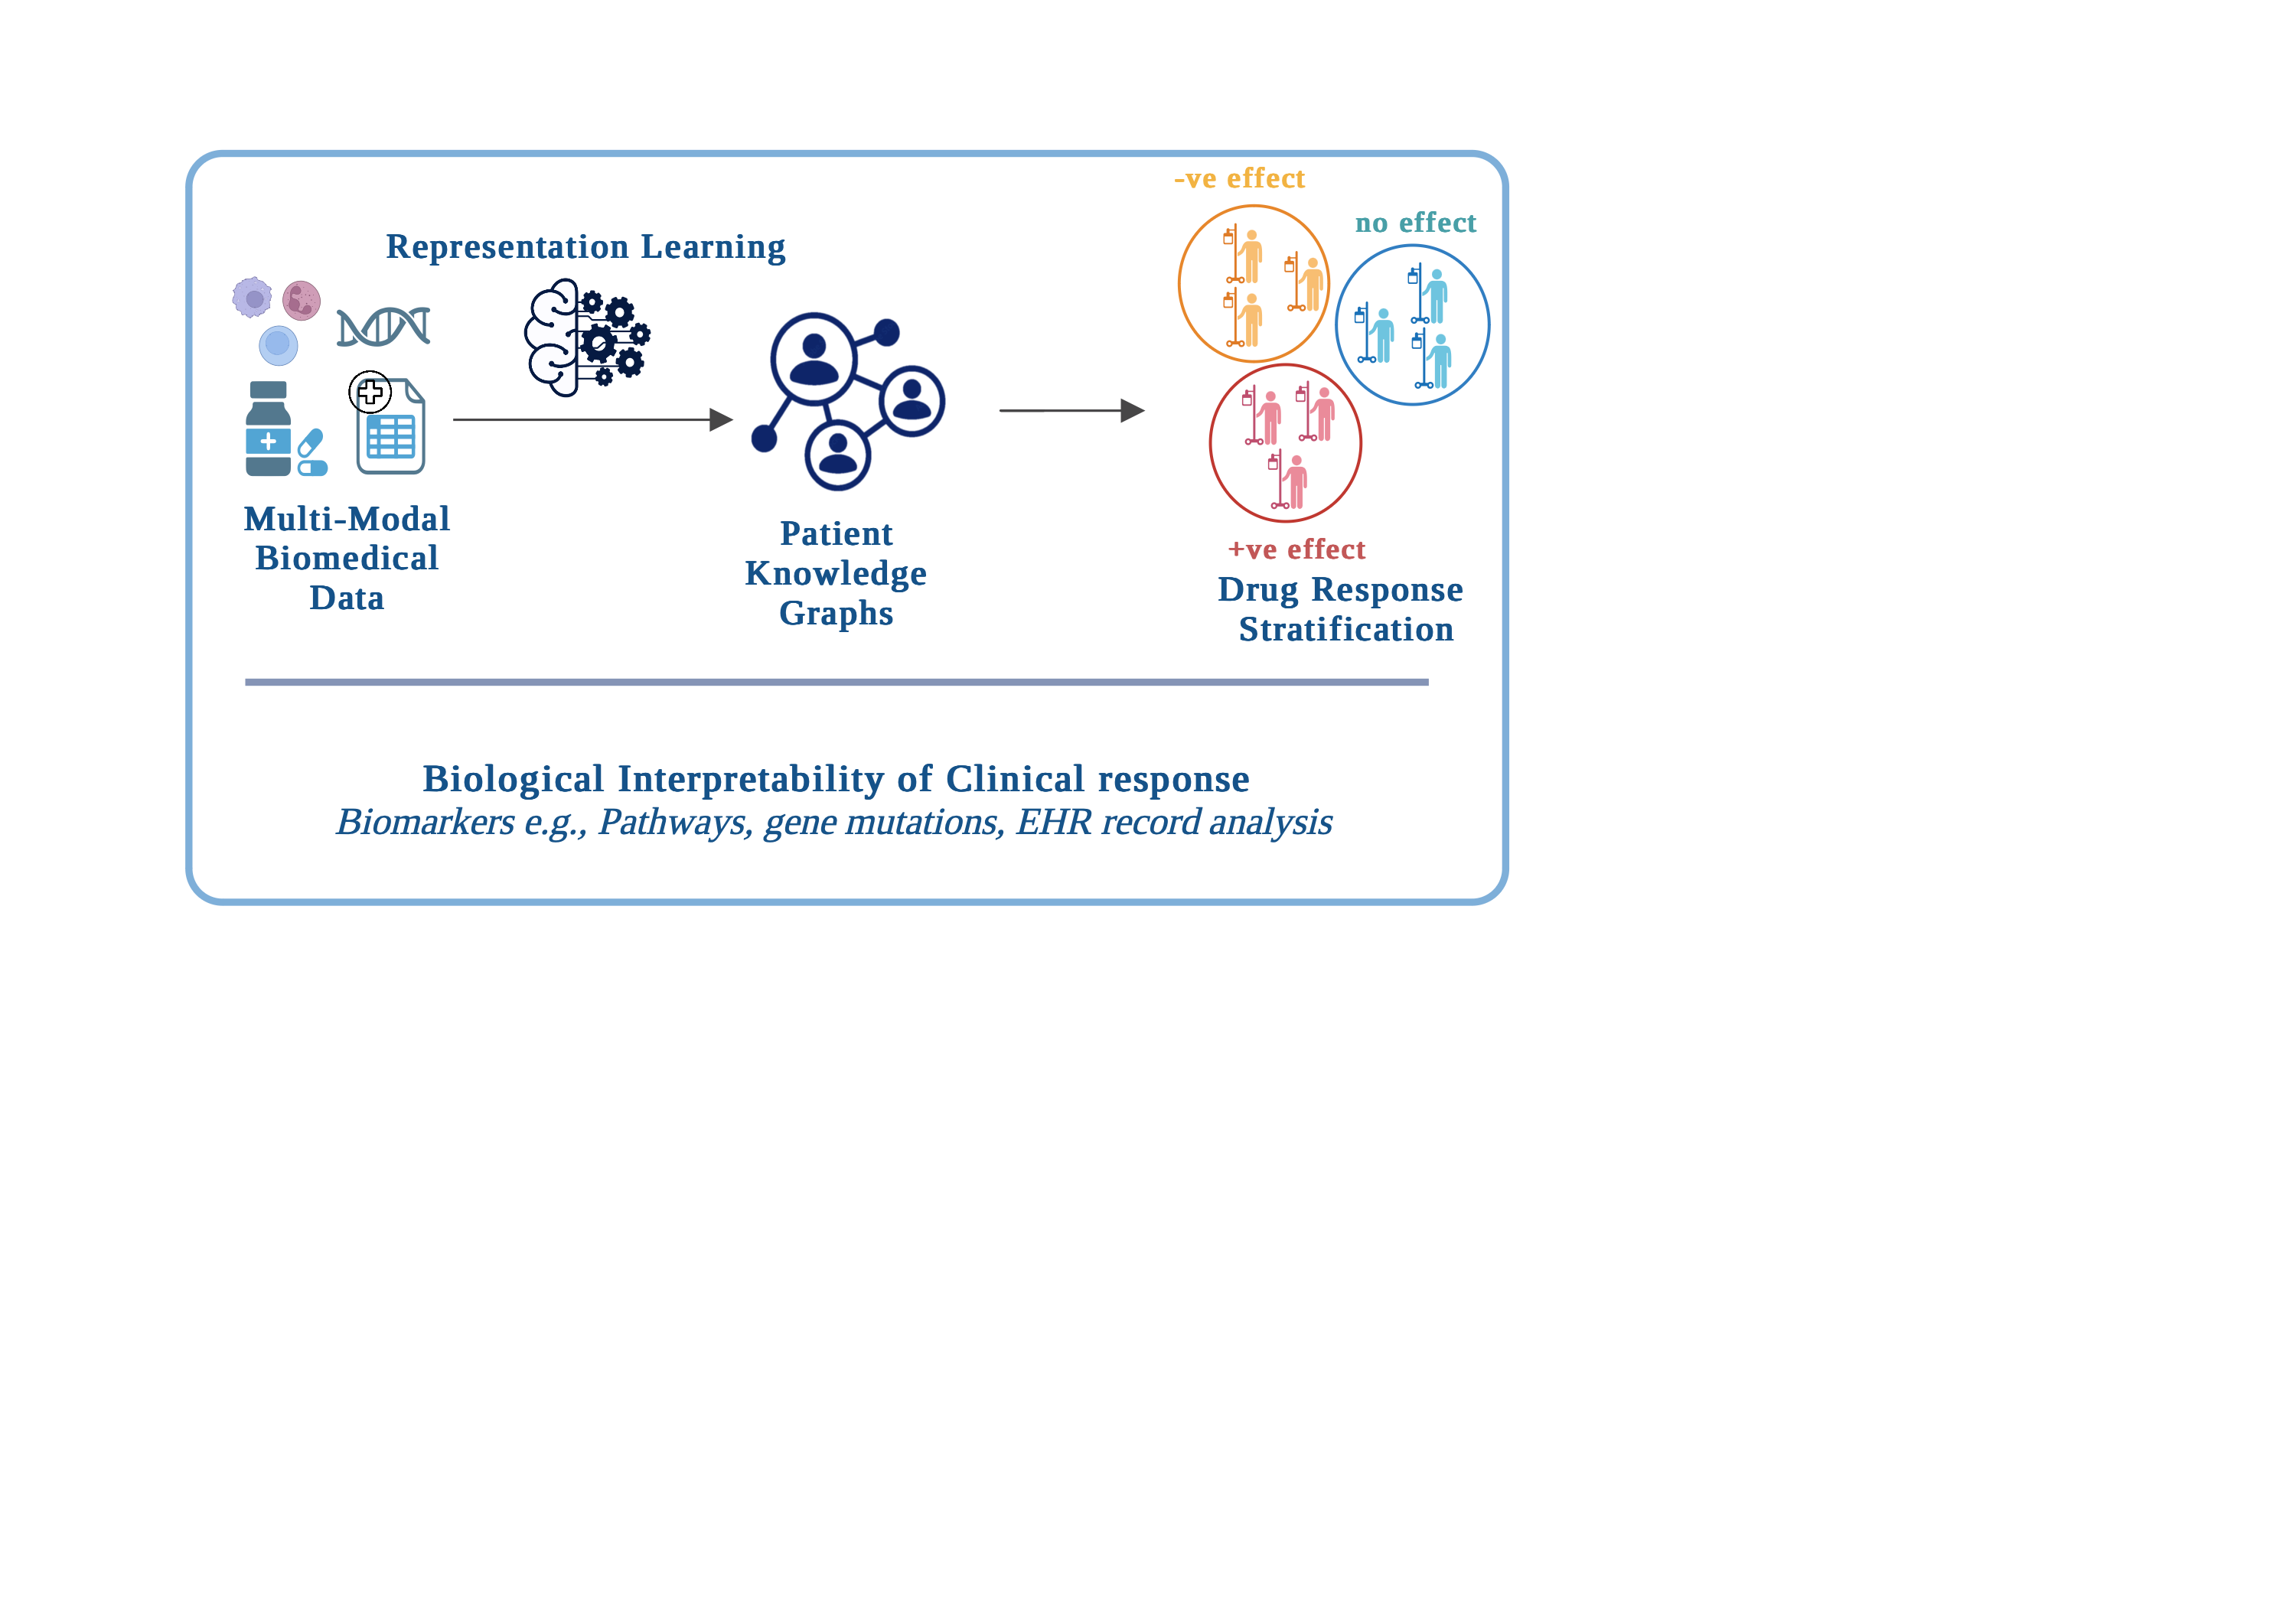 Representation Learning
Multi-Modal
Biomedical
Data
Patient
Knowledge
Graphs
-ve effect
no effect
+ve effect
Drug Response
Stratification
Biological Interpretability of Clinical response
Biomarkers e.g., Pathways, gene mutations, EHR record analysis